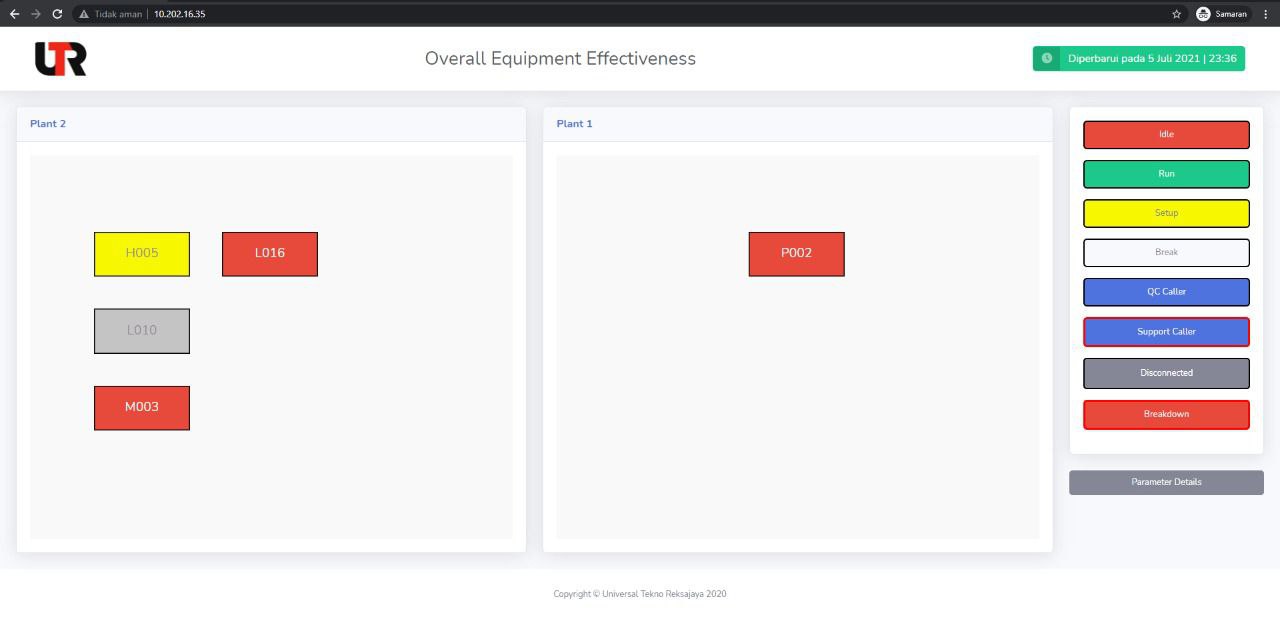 Tidak aman | 10.202.16.35
Samaran
UTR
Overall Equipment Effectiveness
Diperbarui pada 5 Juli 2021 | 23:36
Plant 2
H005
L016
L010
M003
Plant 1
P002
Idle
Run
Setup
Break
QC Caller
Support Caller
Disconnected
Breakdown
Parameter Details
Copyright © Universal Tekno Reksajaya 2020